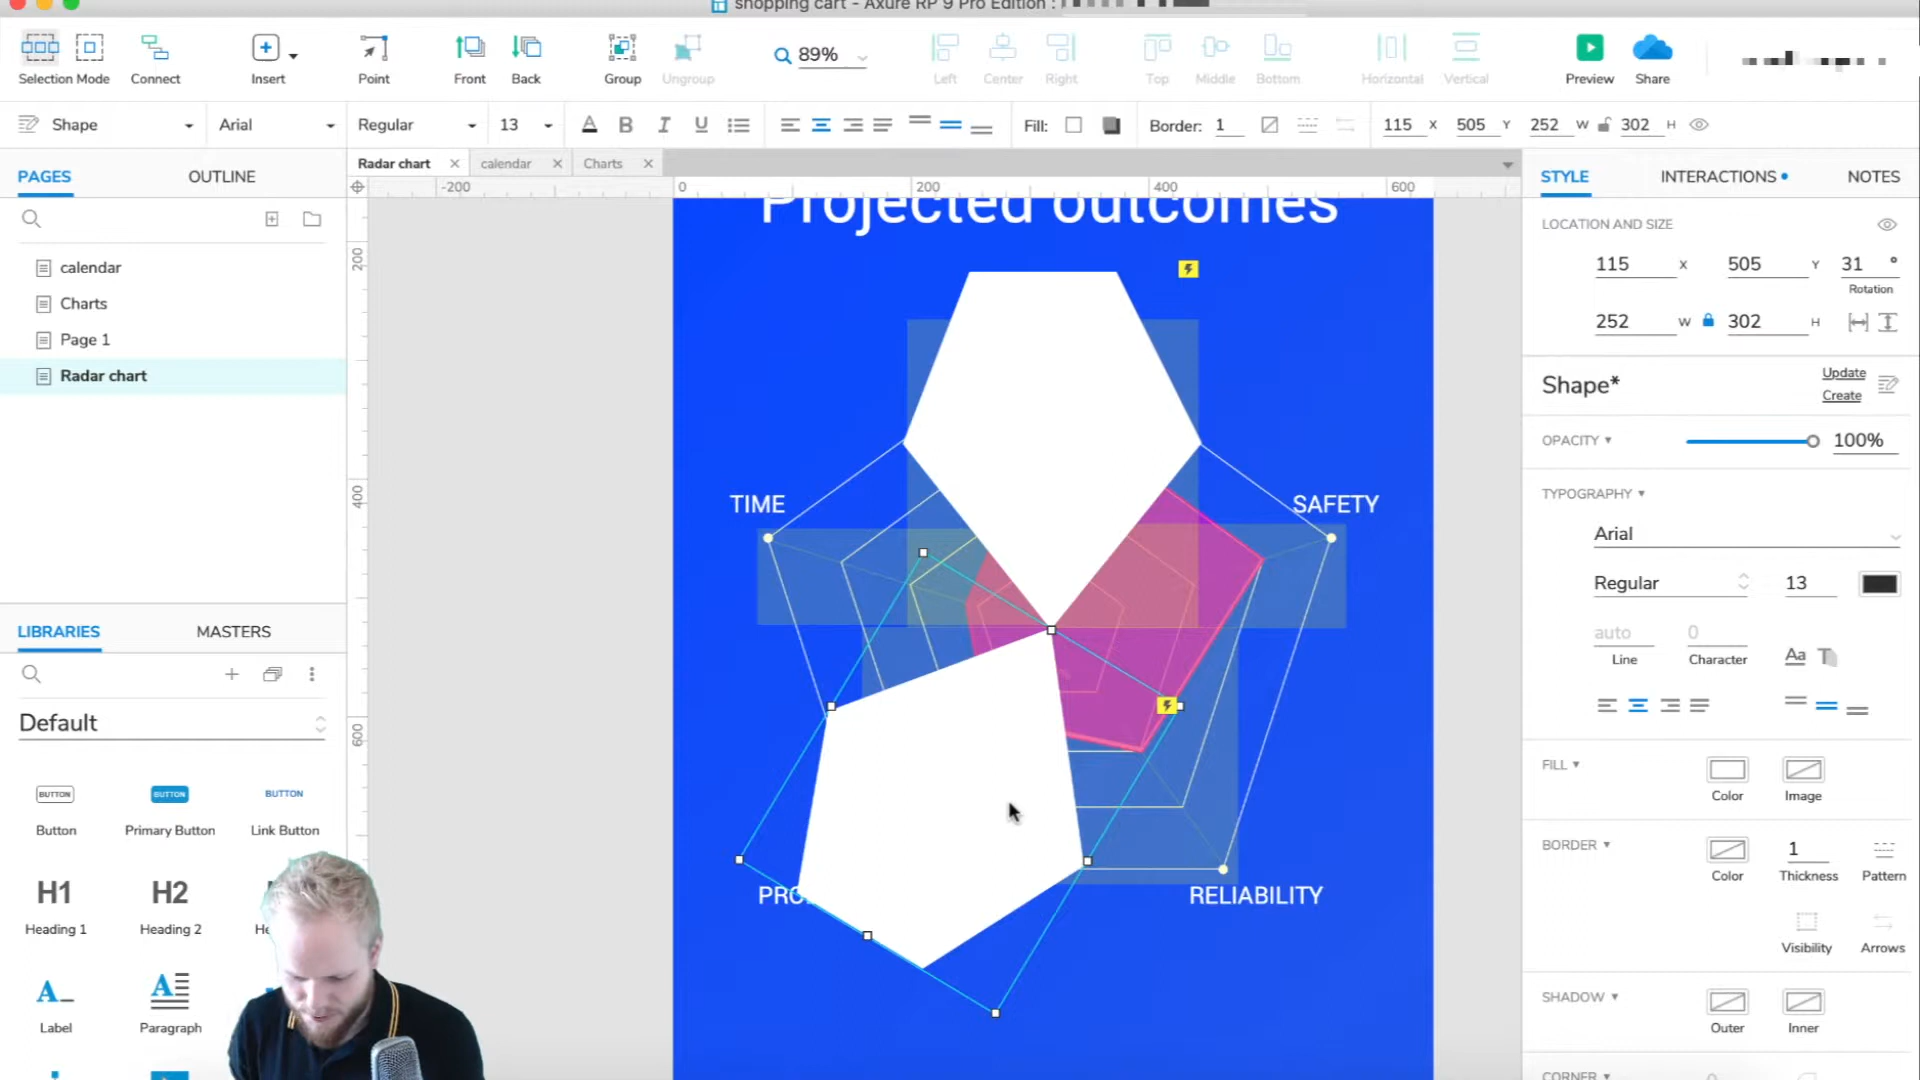 shopping cart - Axure RP 9 Pro Edition :
Selection Mode Connect Insert Point Front Back Group Ungroup 89% Left Center Right Top Middle Bottom Horizontal Vertical Preview Share
Shape Arial Regular 13 Fill: Border: 1 115 X 505 Y 252 W 302 H
PAGES OUTLINE
Radar chart calendar Charts
STYLE INTERACTIONS NOTES
-200 0 200 400 600
200
400
600
calendar
Charts
Page 1
Radar chart
LIBRARIES MASTERS
Default
BUTTON BUTTON BUTTON
Button Primary Button Link Button
H1 H2
Heading 1 Heading 2
A A
Label Paragraph
Projected outcomes
TIME SAFETY
RELIABILITY
LOCATION AND SIZE
115 X 505 Y 31 °
Rotation
252 W 302 H
Shape* Update
Create
OPACITY 100%
TYPOGRAPHY
Arial
Regular 13
auto 0
Line Character Aa
FILL
Color Image
BORDER 1
Color Thickness Pattern
Visibility Arrows
SHADOW
Outer Inner
CORNER